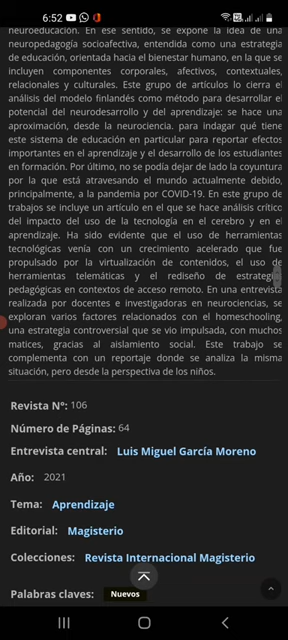 6:52
neuroeducación. En ese sentido, se expone la idea de una
neuropedagogía socioafectiva, entendida como una estrategia
de educación, orientada hacia el bienestar humano, en la que se
incluyen componentes corporales, afectivos, contextuales,
relacionales y culturales. Este grupo de artículos lo cierra el
análisis del modelo finlandés como método para desarrollar el
potencial del neurodesarrollo y del aprendizaje: se hace una
aproximación, desde la neurociencia. para indagar qué tiene
este sistema de educación en particular para reportar efectos
importantes en el aprendizaje y el desarrollo de los estudiantes
en formación. Por último, no se podía dejar de lado la coyuntura
por la que está atravesando el mundo actualmente debido,
principalmente, a la pandemia por COVID-19. En este grupo de
trabajos se incluye un artículo en el que se hace análisis crítico
del impacto del uso de la tecnología en el cerebro y en el
aprendizaje. Ha sido evidente que el uso de herramientas
tecnológicas venía con un crecimiento acelerado que fue
propulsado por la virtualización de contenidos, el uso de
herramientas telemáticas y el rediseño de estrategias
pedagógicas en contextos de acceso remoto. En una entrevista
realizada por docentes e investigadoras en neurociencias, se
exploran varios factores relacionados con el homeschooling,
una estrategia controversial que se vio impulsada, con muchos
matices, gracias al aislamiento social. Este trabajo se
complementa con un reportaje donde se analiza la misma
situación, pero desde la perspectiva de los niños.
Revista N°: 106
Número de Páginas: 64
Entrevista central: Luis Miguel García Moreno
Año: 2021
Tema: Aprendizaje
Editorial: Magisterio
Colecciones: Revista Internacional Magisterio
Palabras claves: Nuevos